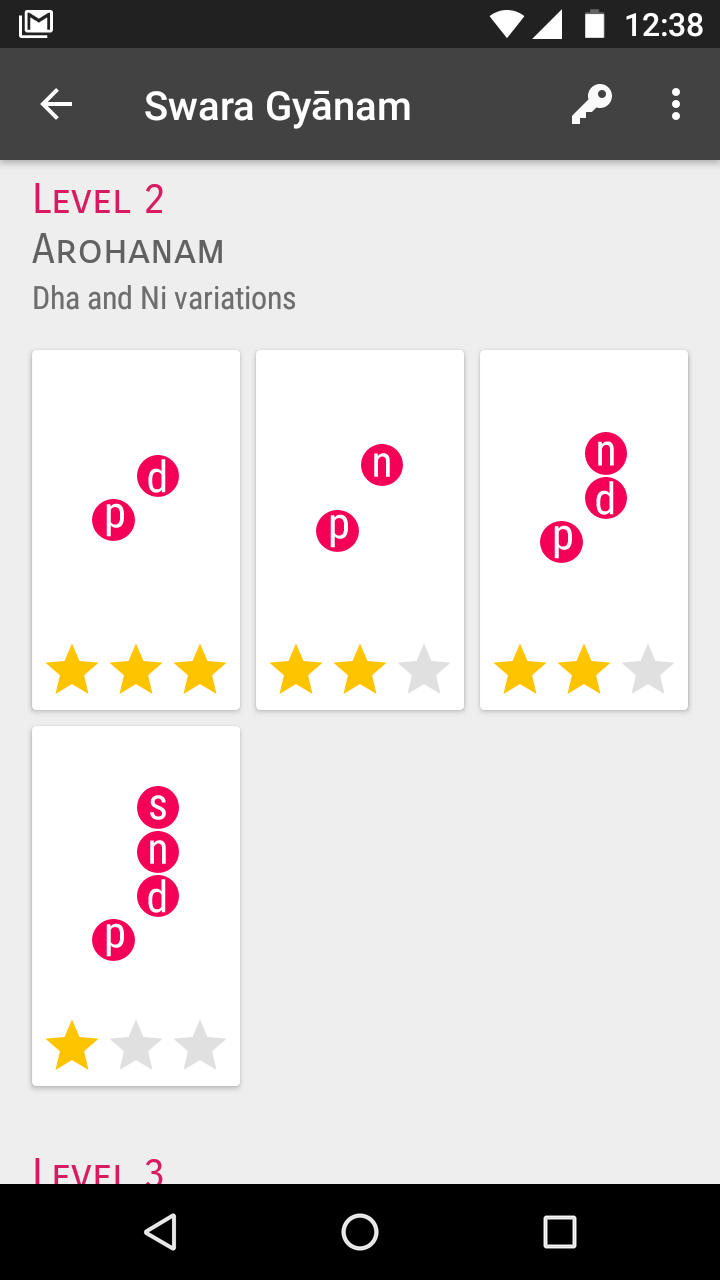 12:38
Swara Gyānam
LEVEL 2
AROHANAM
Dha and Ni variations
d
p
n
p
n
d
p
s
n
d
p
LEVEL 3